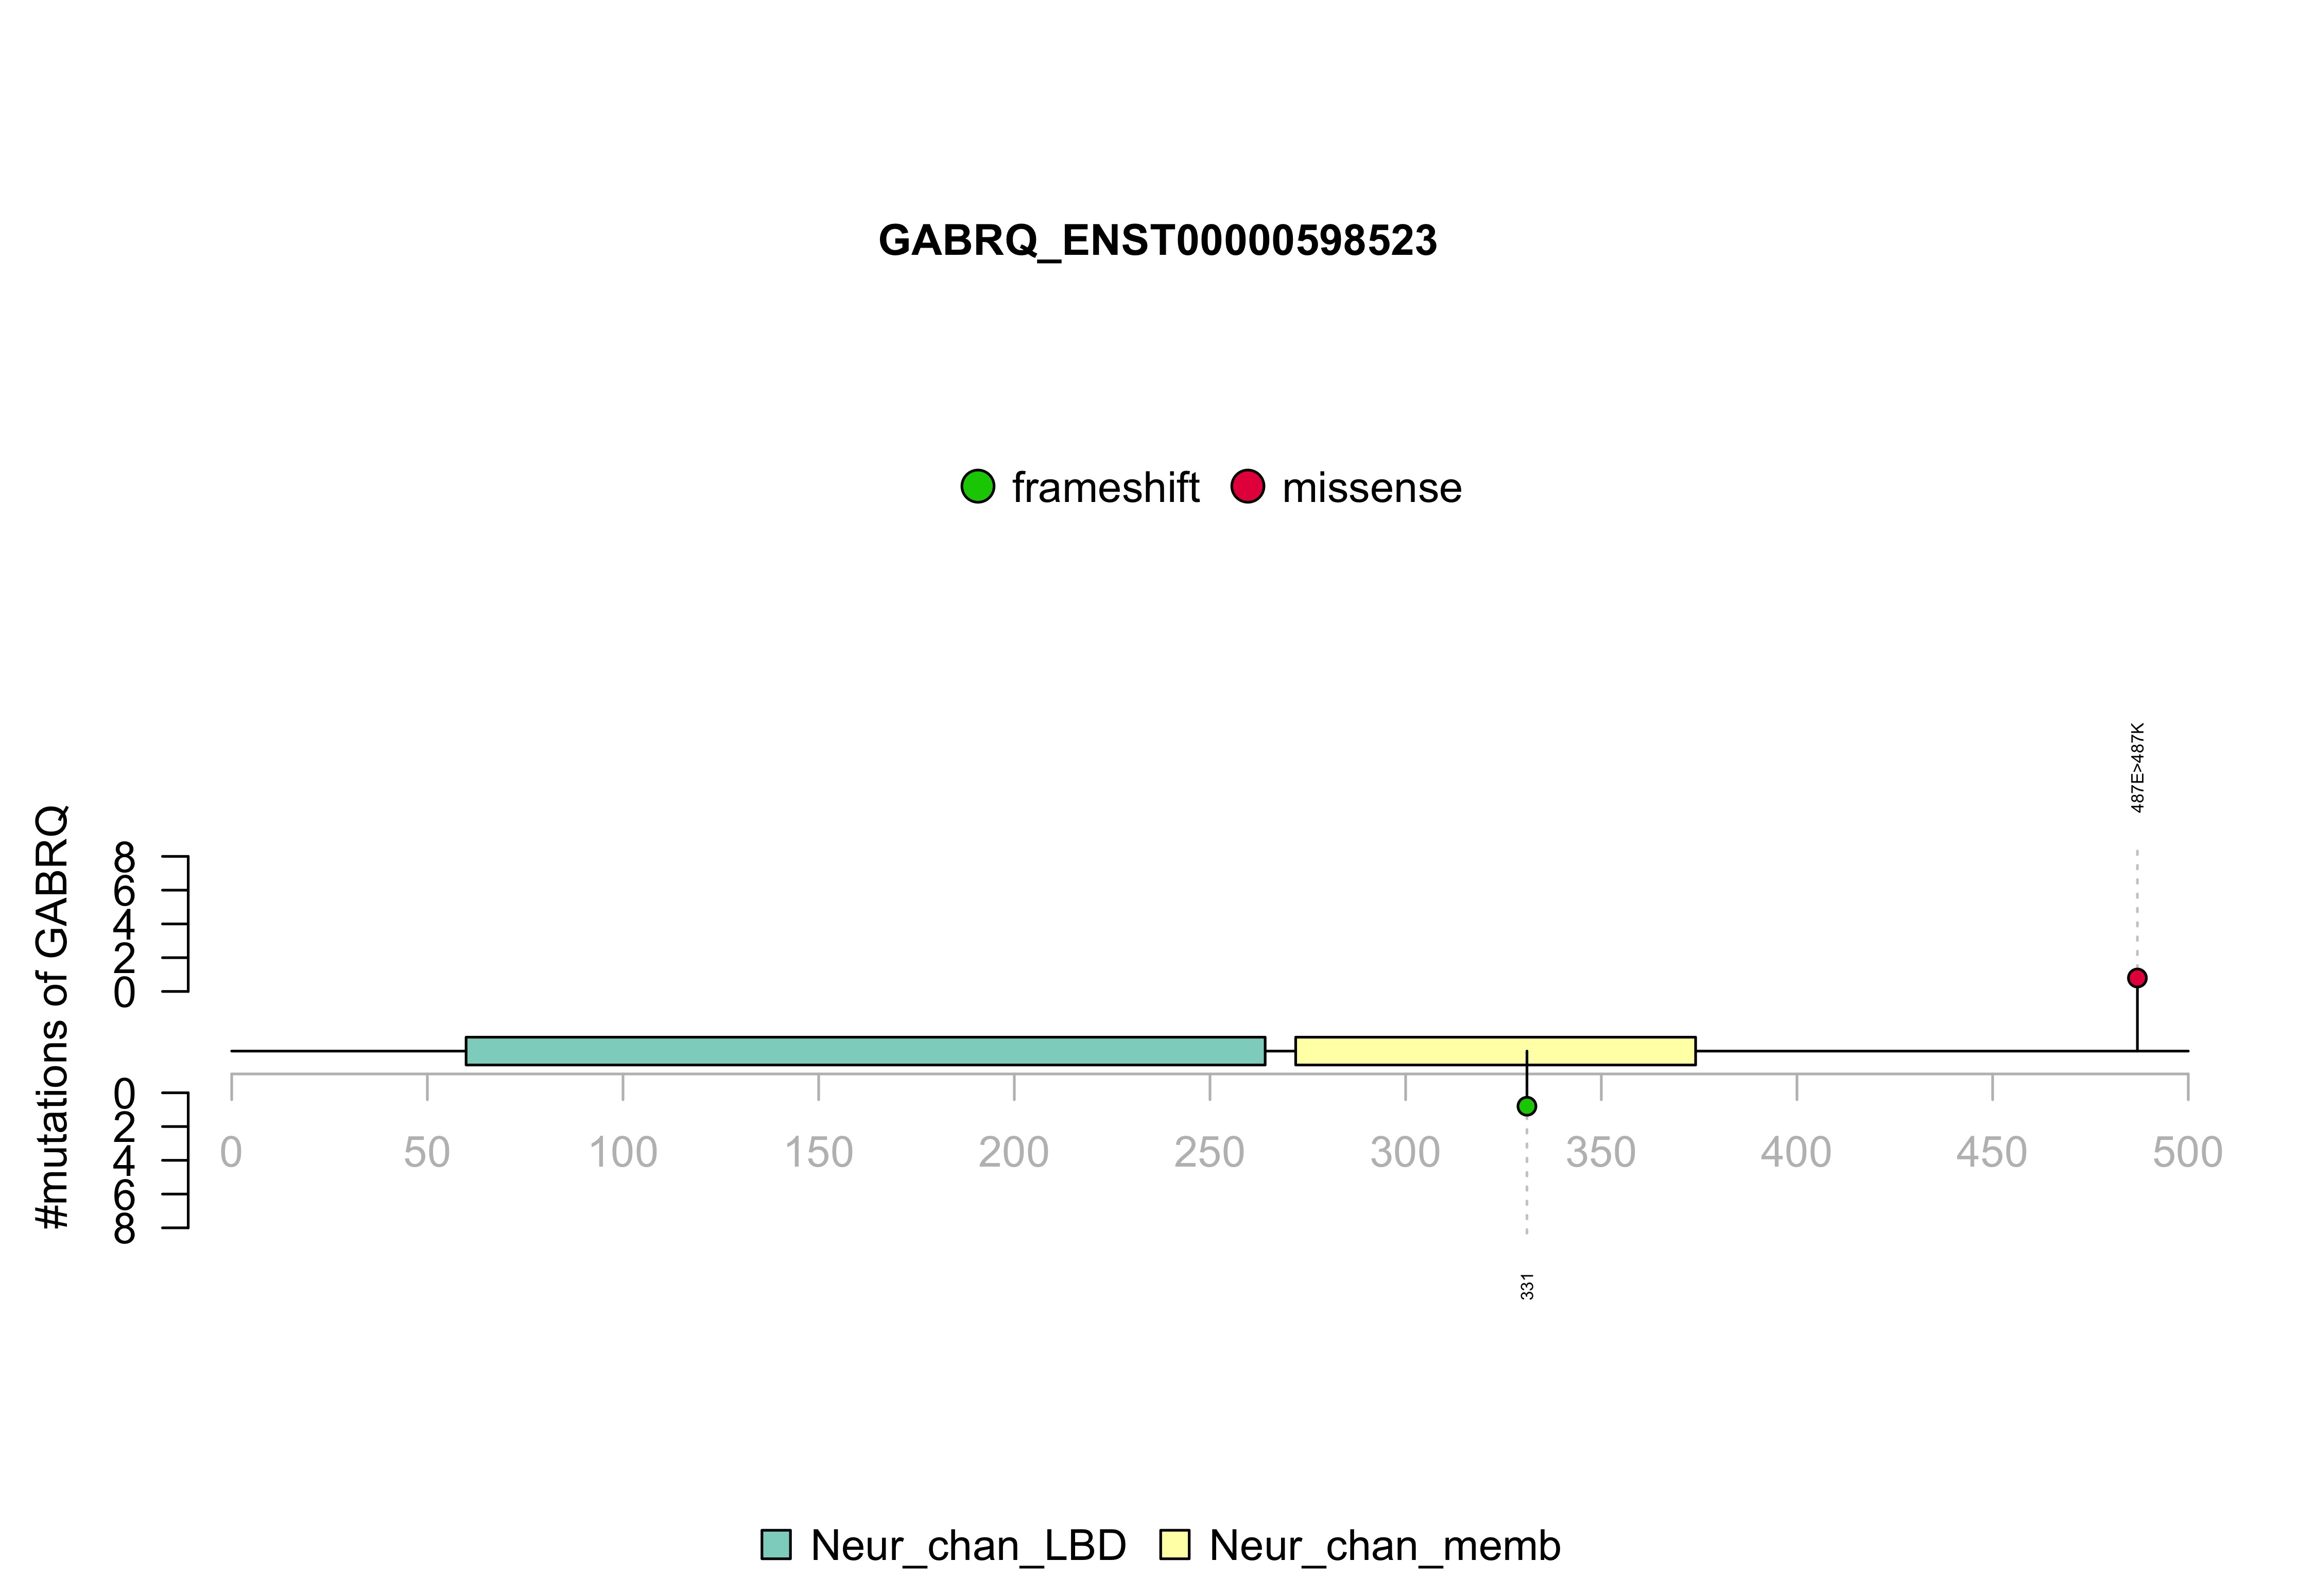 GABRQ_ENST00000598523
frameshift missense
487E>487K
#mutations of GABRQ
8
6
4
2
0
0
2
4
6
8
0 50 100 150 200 250 300 350 400 450 500
331
Neur_chan_LBD Neur_chan_memb